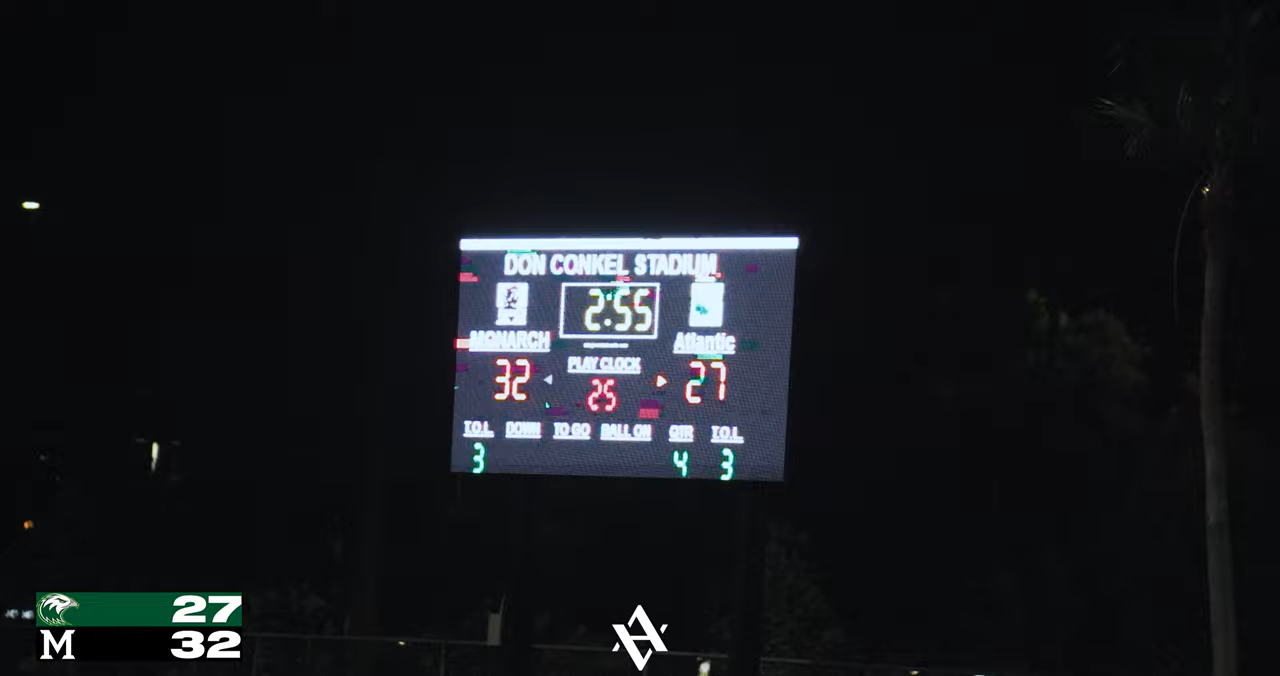 DON CONKEL STADIUM
2:55
MONARCH
Atlantic
PLAY CLOCK
32
25
27
T.O.L. DOWN TO GO BALL ON QTR T.O.L.
3 4 3
27
M 32